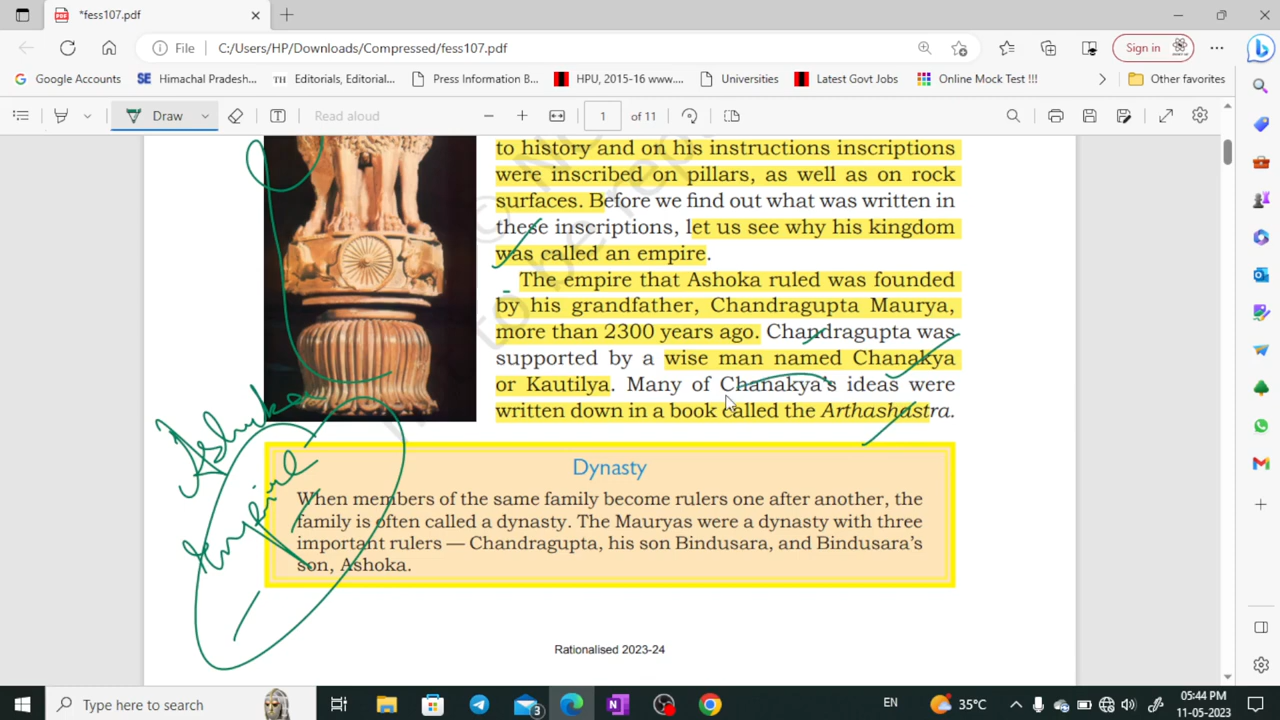 *fess107.pdf
File C:/Users/HP/Downloads/Compressed/fess107.pdf
Sign in
Google Accounts SE Himachal Pradesh... TH Editorials, Editorial... Press Information B... HPU, 2015-16 www.... Universities Latest Govt Jobs Online Mock Test !!! Other favorites
Draw Read aloud 1 of 11
to history and on his instructions inscriptions
were inscribed on pillars, as well as on rock
surfaces. Before we find out what was written in
these inscriptions, let us see why his kingdom
was called an empire.
The empire that Ashoka ruled was founded
by his grandfather, Chandragupta Maurya,
more than 2300 years ago. Chandragupta was
supported by a wise man named Chanakya
or Kautilya. Many of Chanakya's ideas were
written down in a book called the Arthashastra.
Ashoka
Empire
Dynasty
When members of the same family become rulers one after another, the
family is often called a dynasty. The Mauryas were a dynasty with three
important rulers — Chandragupta, his son Bindusara, and Bindusara's
son, Ashoka.
Rationalised 2023-24
Type here to search
3
EN 35°C 05:44 PM
11-05-2023